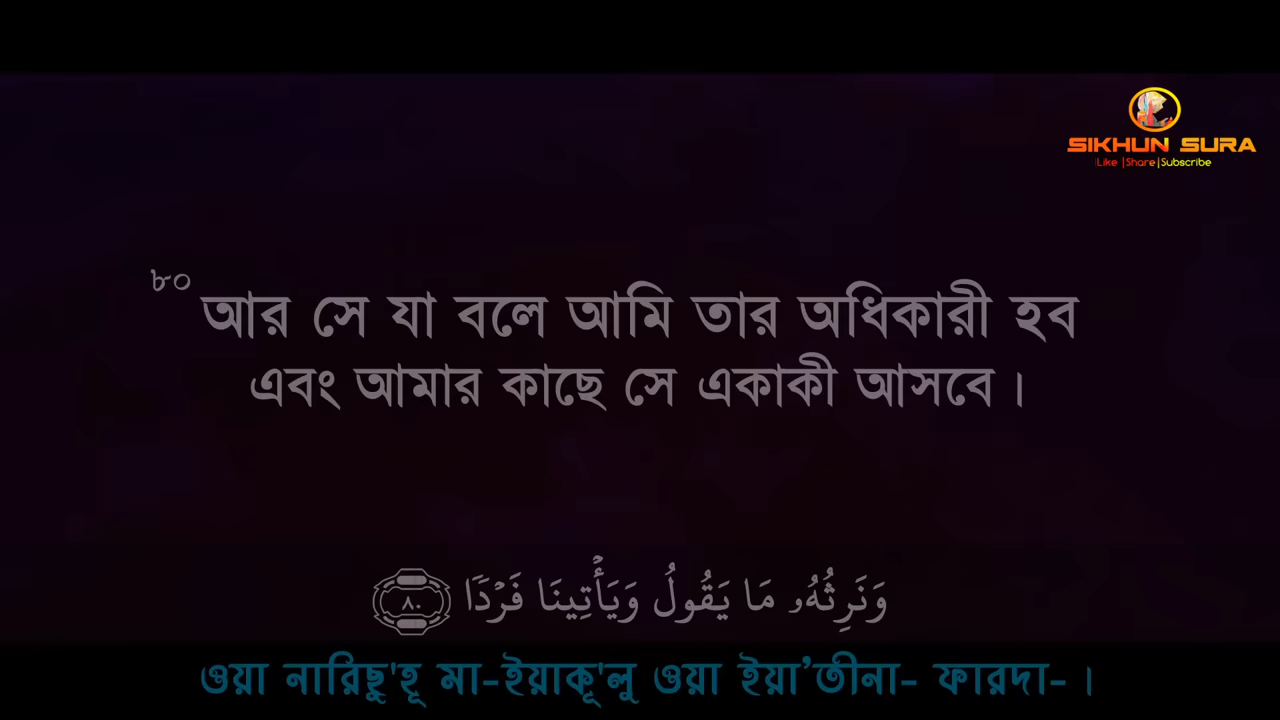 SIKHUN SURA
Like |Share|Subscribe
৮০
আর সে যা বলে আমি তার অধিকারী হব
এবং আমার কাছে সে একাকী আসবে।
وَنَرِثُهُۥ مَا يَقُولُ وَيَأۡتِينَا فَرۡدٗا ٨٠
ওয়া নারিছু'হূ মা-ইয়াকূ'লু ওয়া ইয়া’তীনা- ফারদা-।